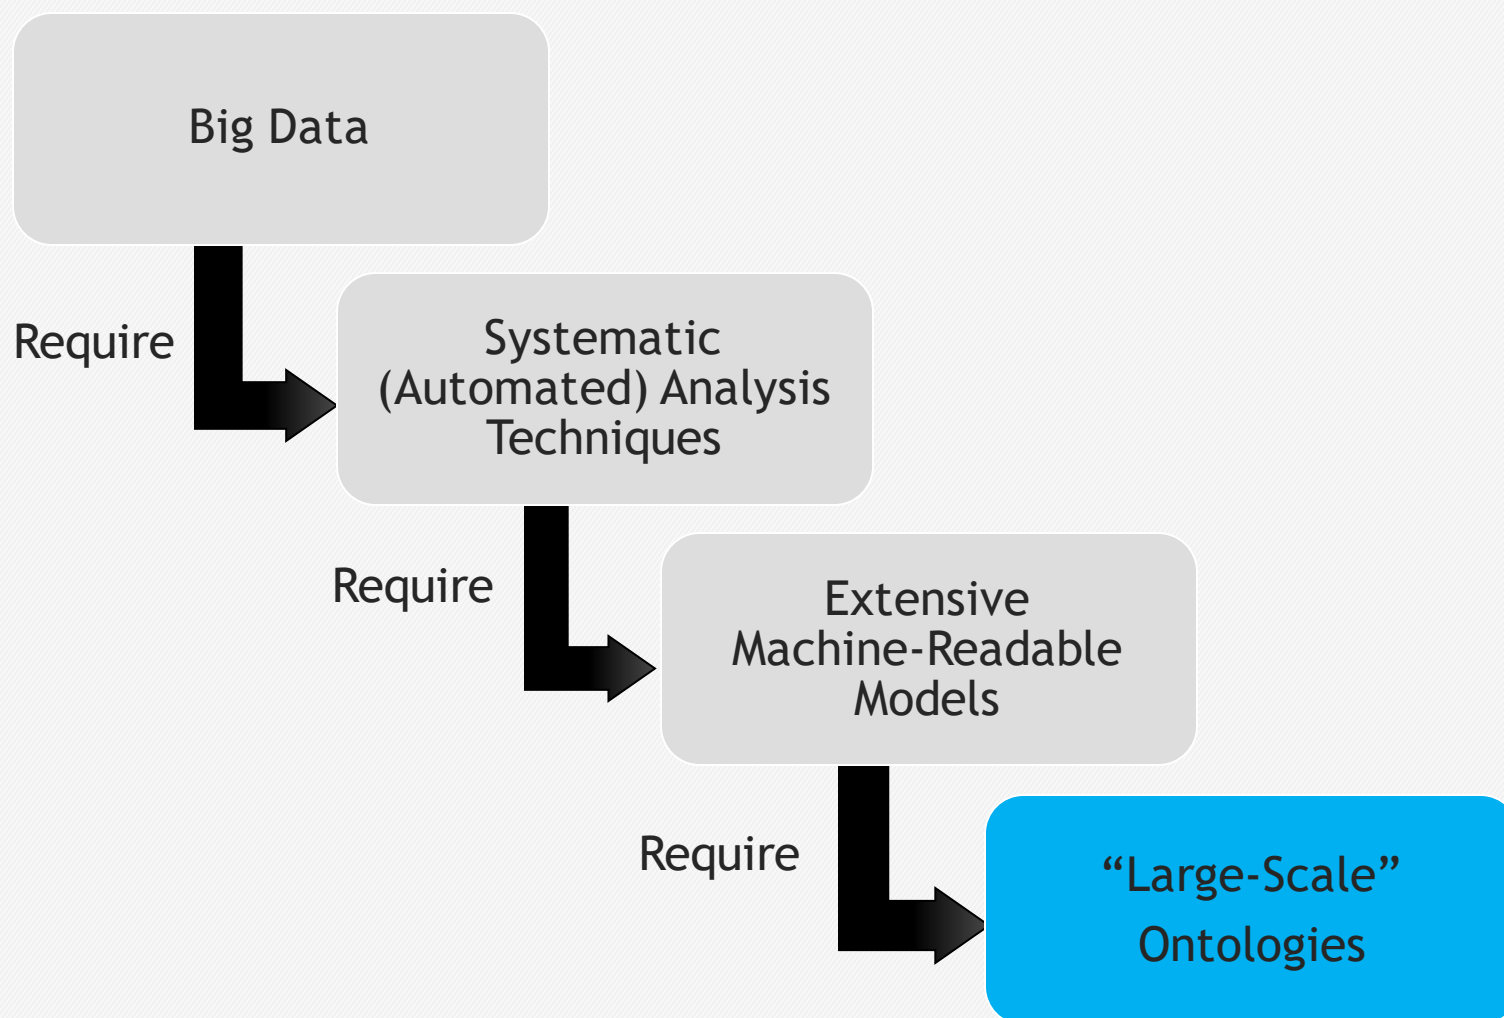 Big Data
Require
Systematic
(Automated) Analysis
Techniques
Require
Extensive
Machine-Readable
Models
Require
“Large-Scale”
Ontologies